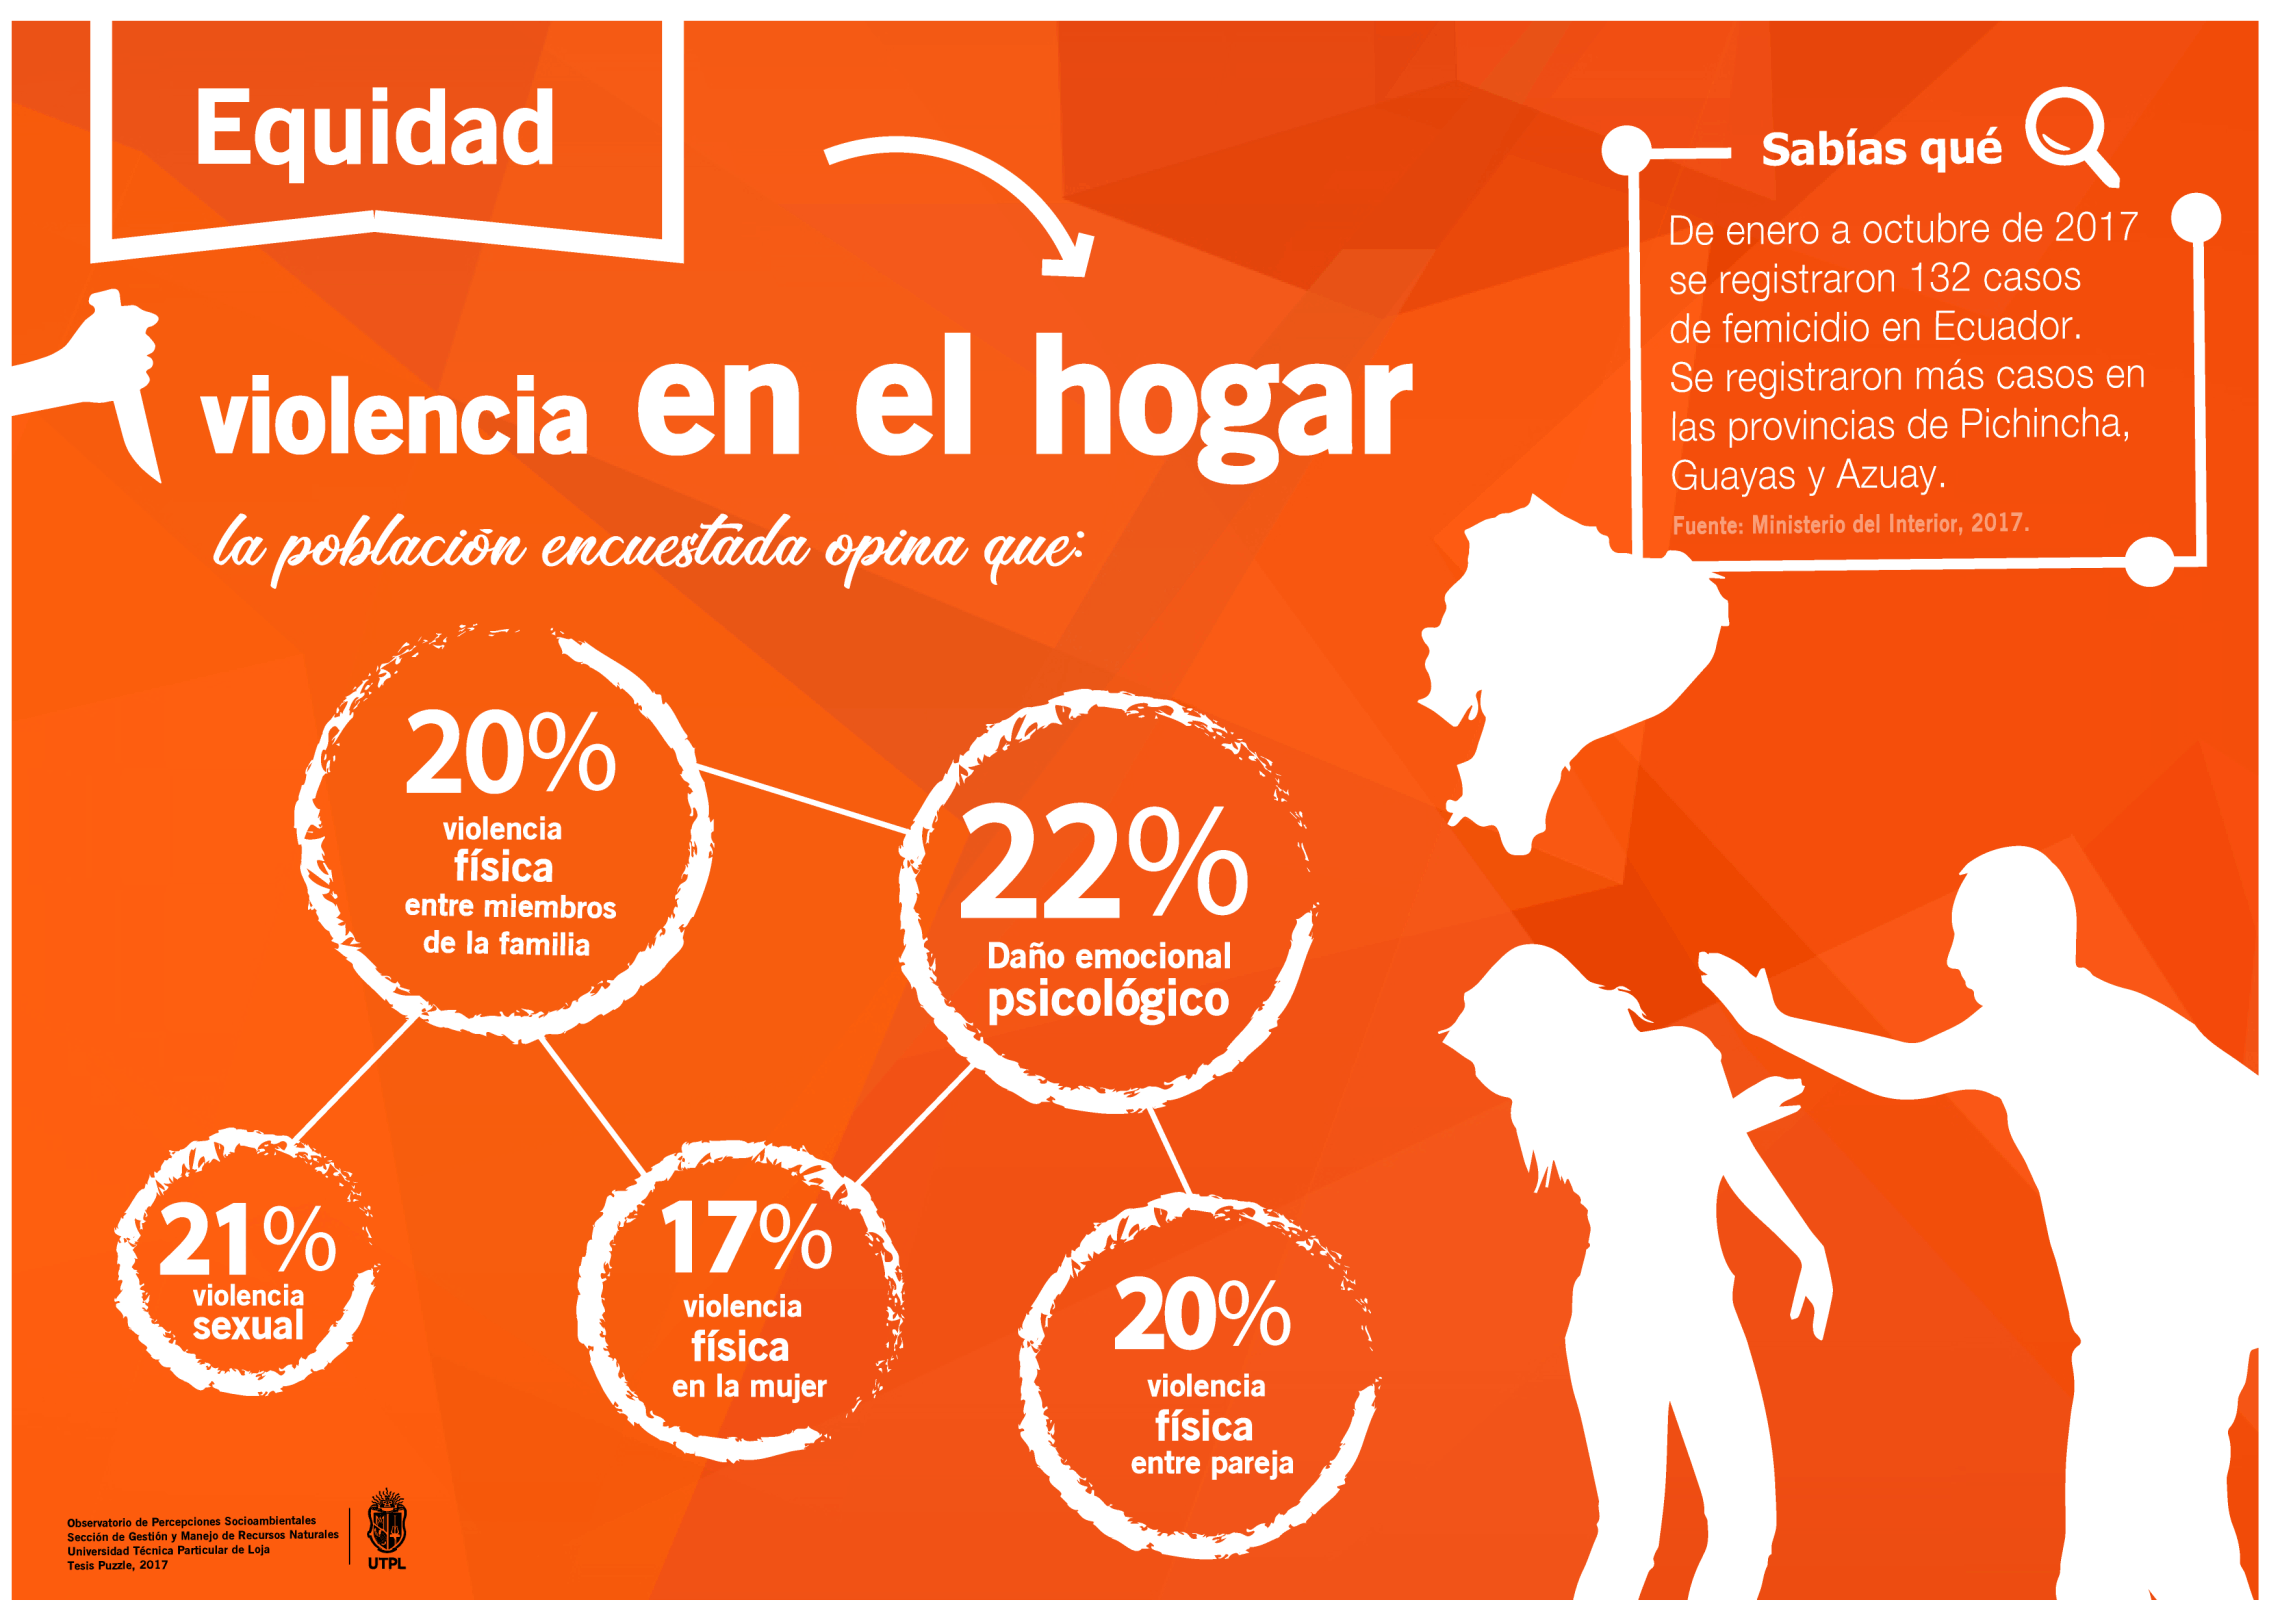 Equidad
Sabías qué
De enero a octubre de 2017
se registraron 132 casos
de femicidio en Ecuador.
Se registraron más casos en
las provincias de Pichincha,
Guayas y Azuay.
Fuente: Ministerio del Interior, 2017.
violencia en el hogar
la población encuestada opina que:
20%
violencia
física
entre miembros
de la familia
22%
Daño emocional
psicológico
21%
violencia
sexual
17%
violencia
física
en la mujer
20%
violencia
física
entre pareja
Observatorio de Percepciones Socioambientales
Sección de Gestión y Manejo de Recursos Naturales
Universidad Técnica Particular de Loja
Tesis Puzzle, 2017
UTPL